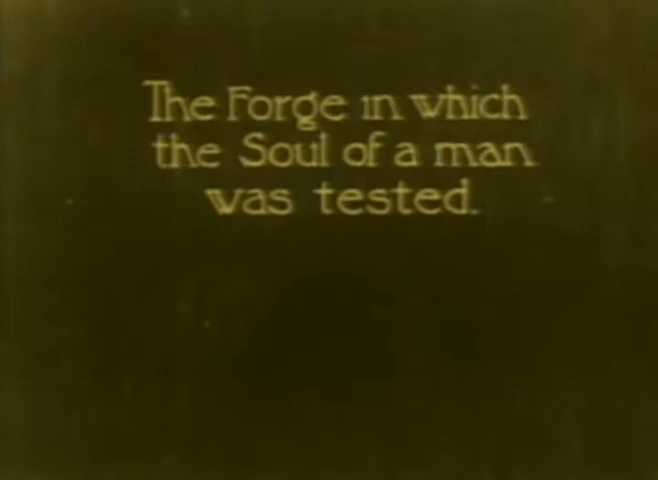 The Forge in which
the Soul of a man
was tested.